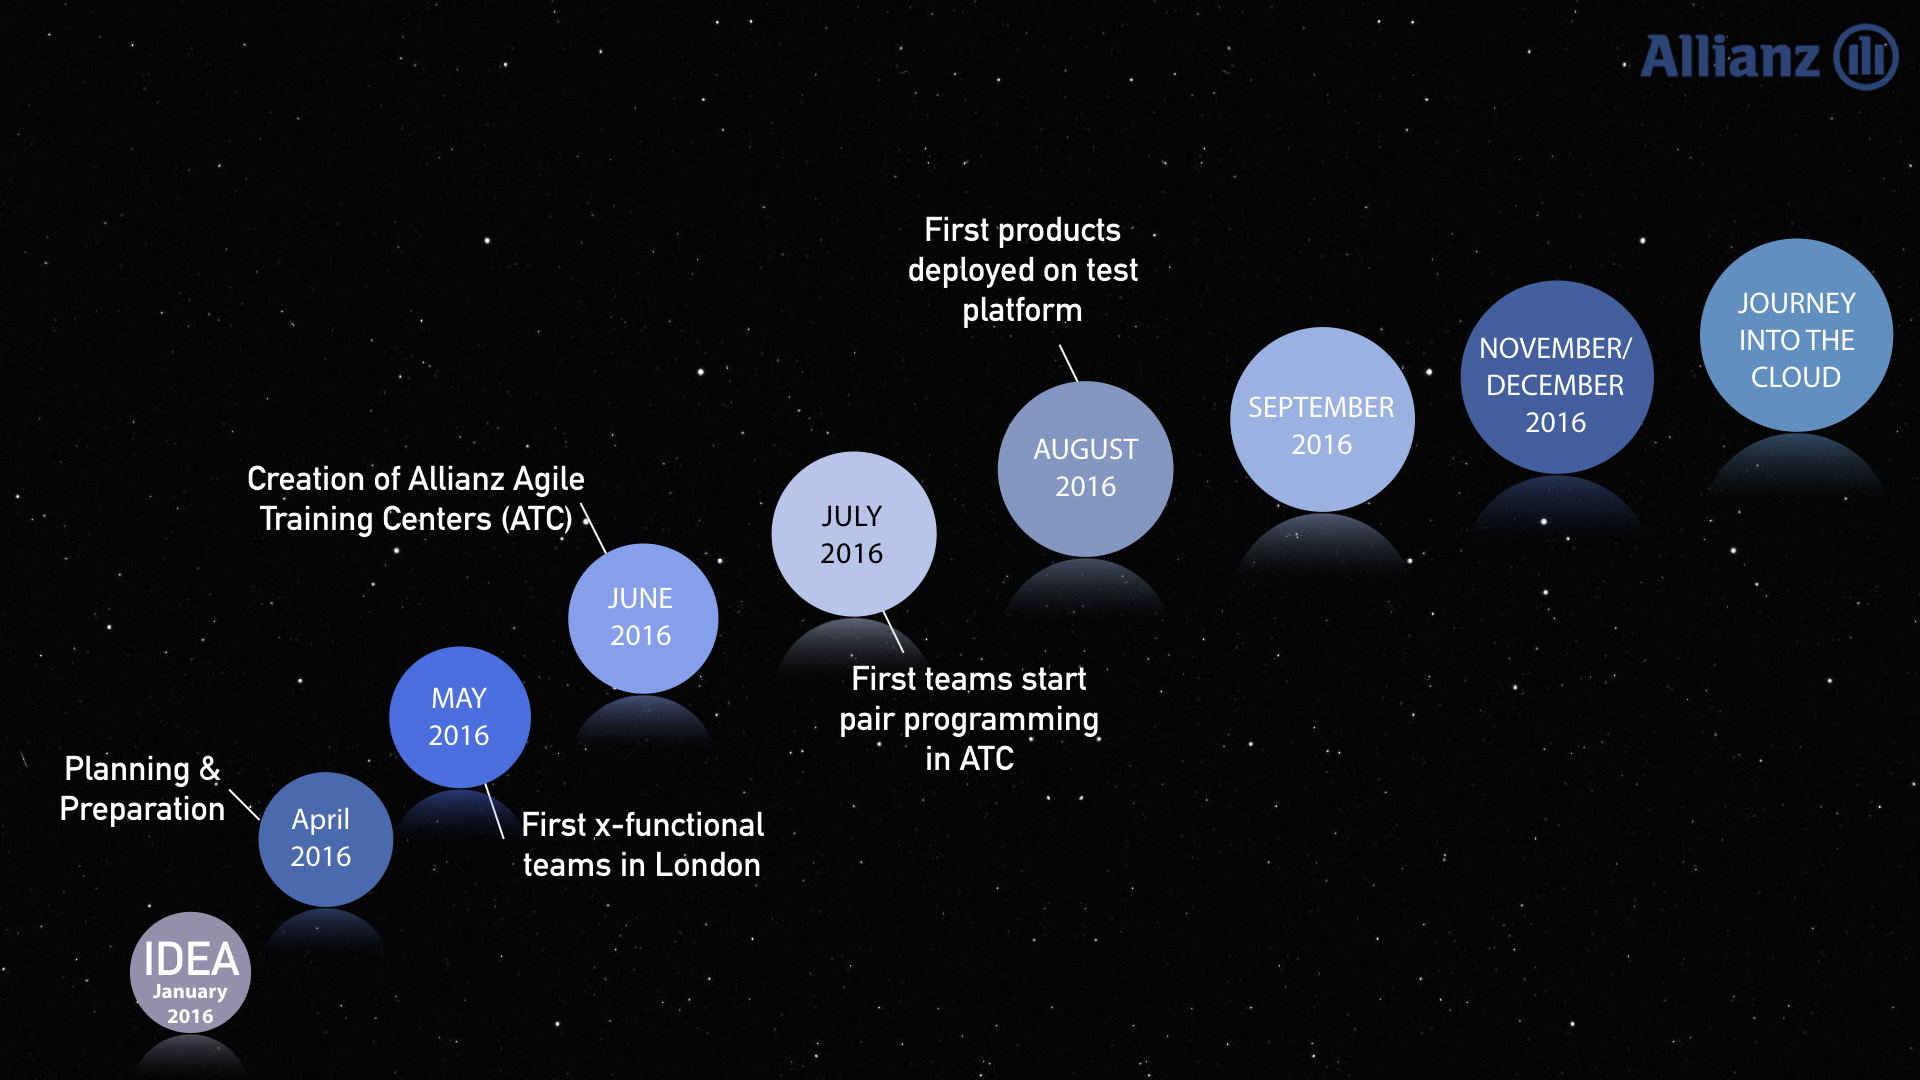 Allianz
First products
deployed on test
platform
JOURNEY
INTO THE
CLOUD
NOVEMBER/
DECEMBER
2016
SEPTEMBER
2016
AUGUST
2016
Creation of Allianz Agile
Training Centers (ATC)
JULY
2016
JUNE
2016
First teams start
pair programming
in ATC
MAY
2016
Planning &
Preparation
April
2016
First x-functional
teams in London
IDEA
January
2016